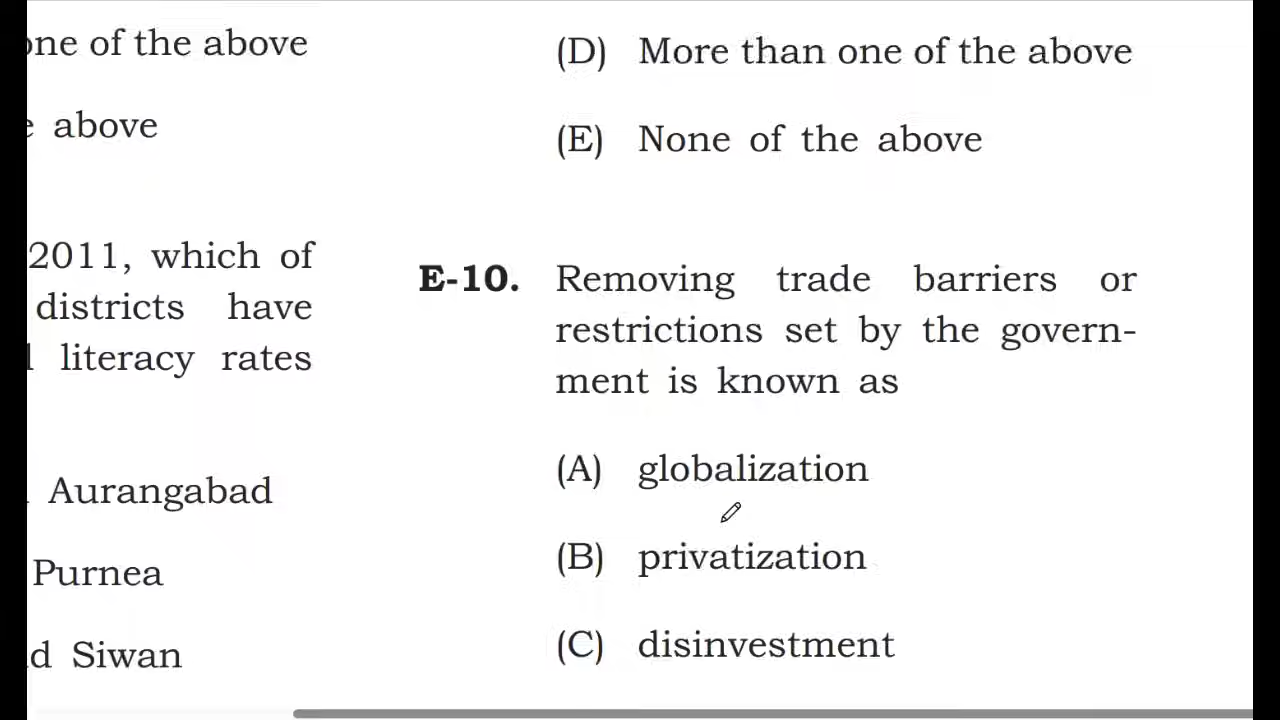 one of the above
above
2011, which of
districts have
literacy rates
Aurangabad
Purnea
Siwan
(D) More than one of the above
(E) None of the above
E-10. Removing trade barriers or
restrictions set by the govern-
ment is known as
(A) globalization
(B) privatization
(C) disinvestment